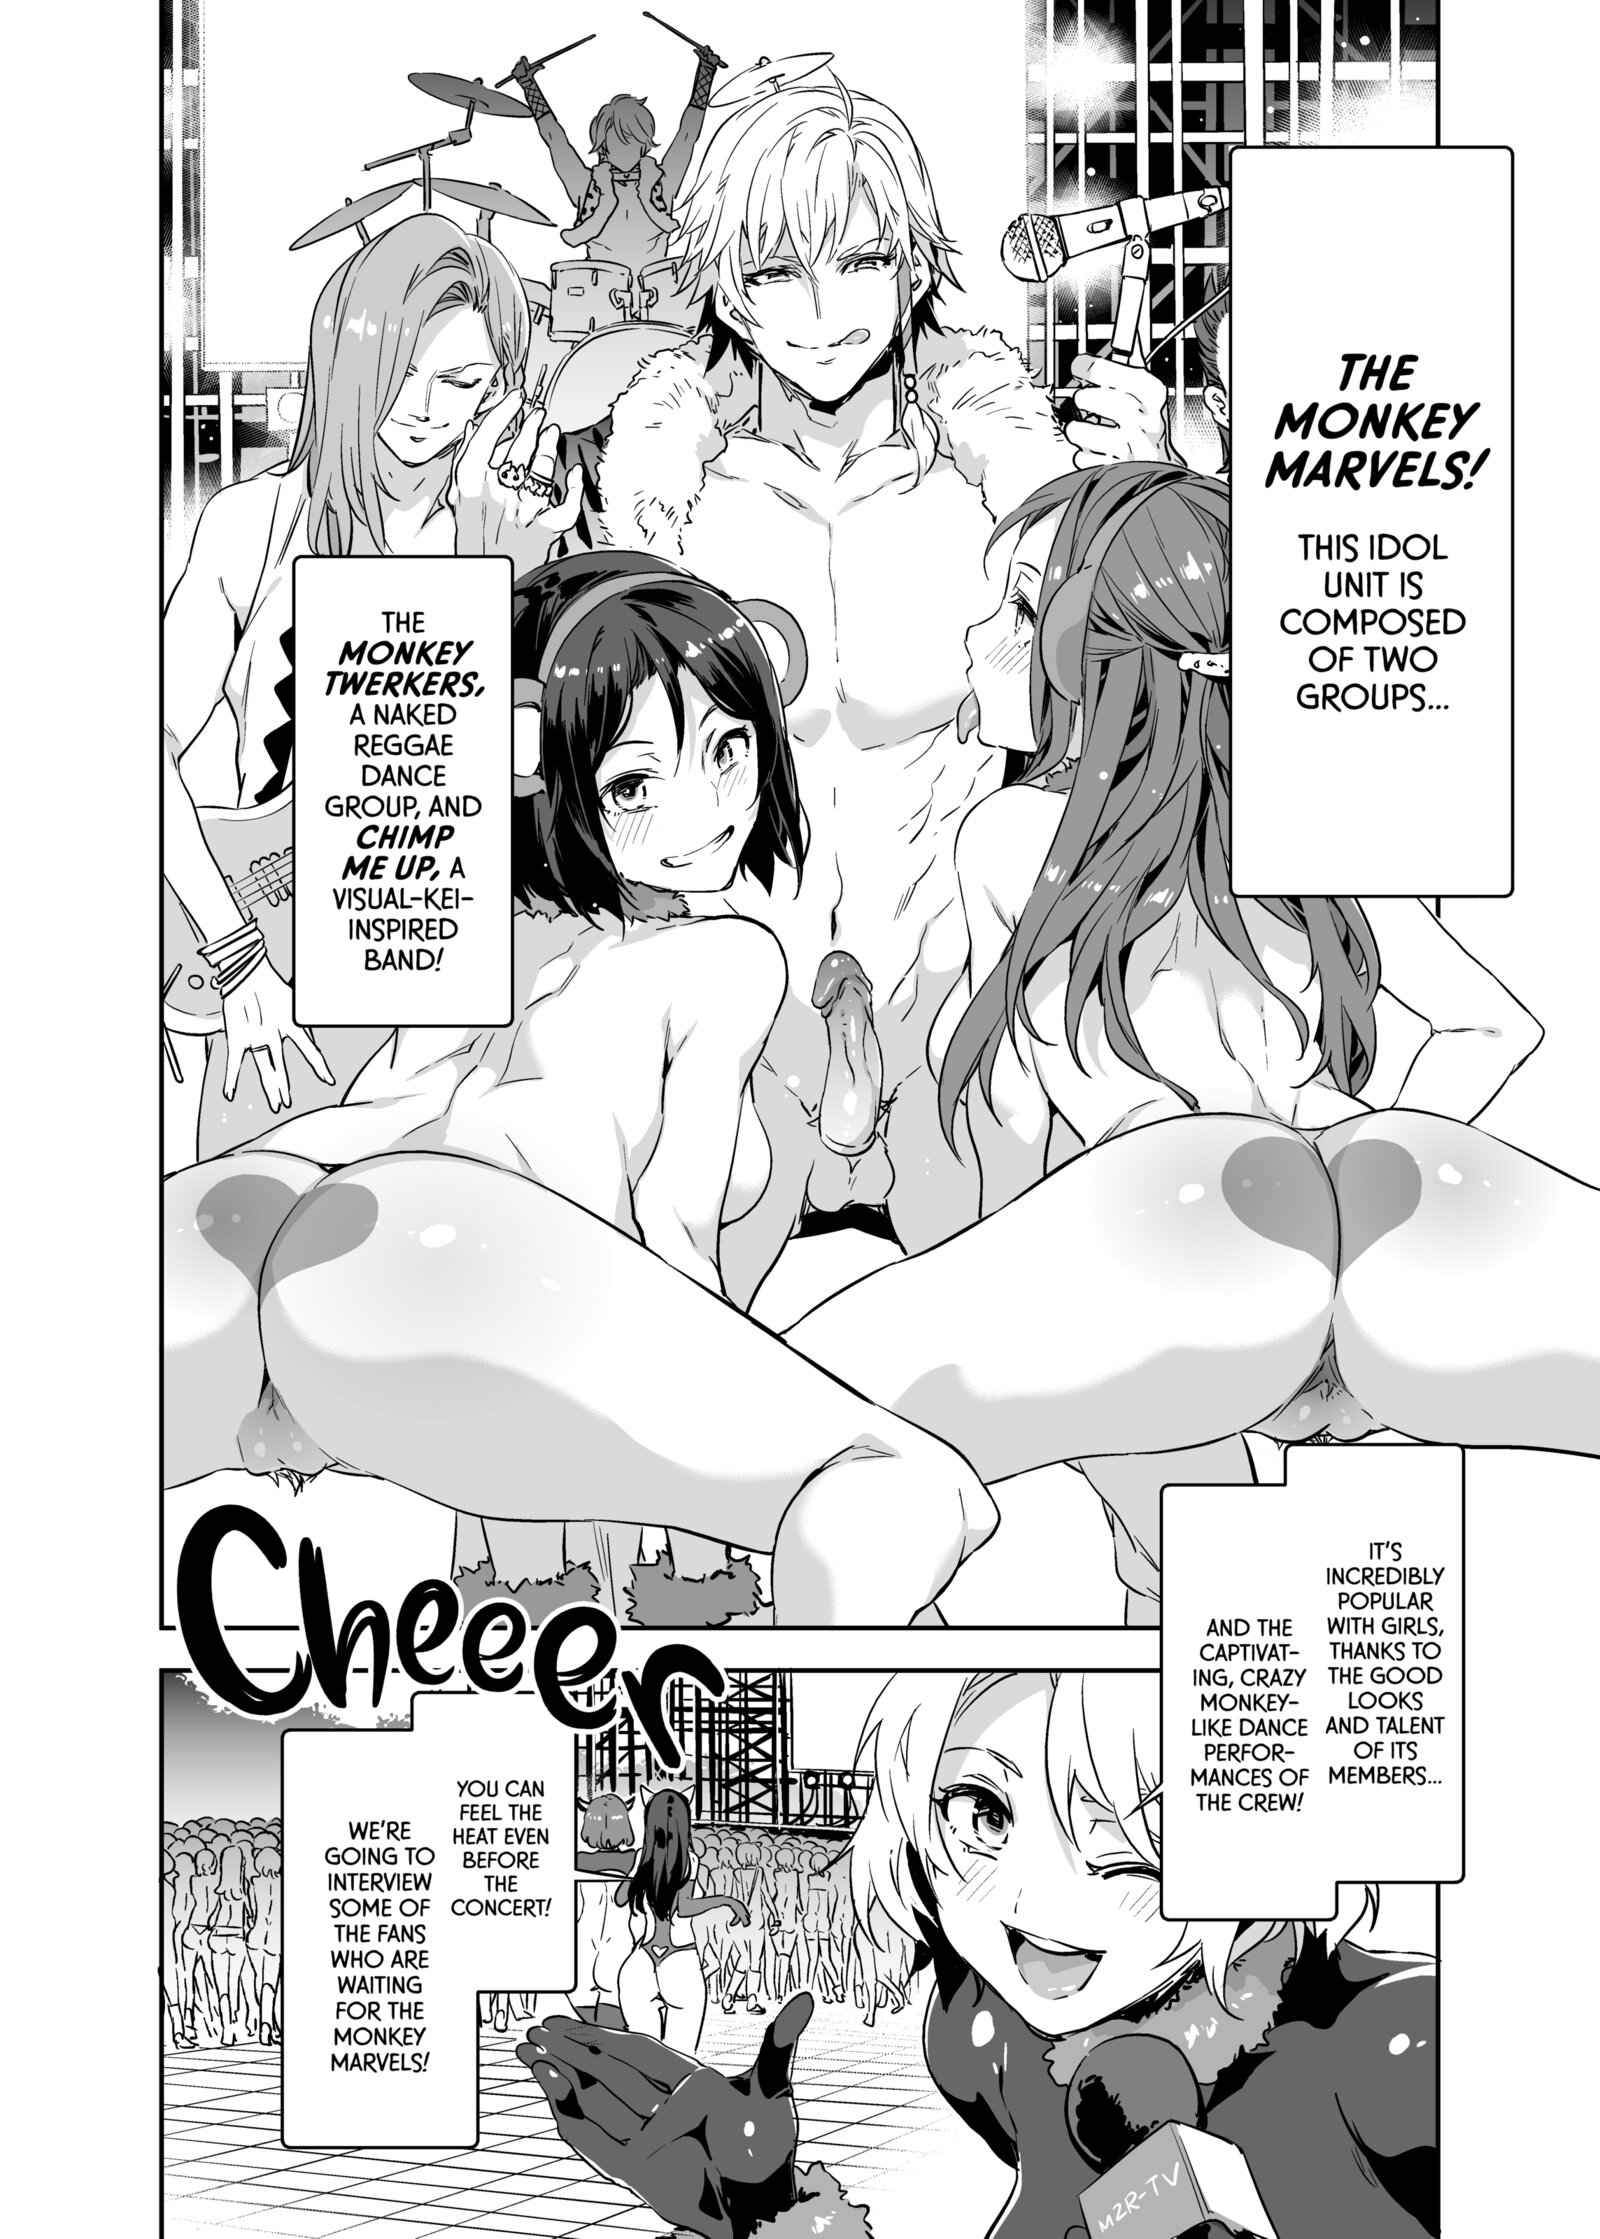 THE
MONKEY
MARVELS!
THIS IDOL
UNIT IS
COMPOSED
OF TWO
GROUPS...
THE
MONKEY
TWERKERS,
A NAKED
REGGAE
DANCE
GROUP, AND
CHIMP
ME UP, A
VISUAL-KEI-
INSPIRED
BAND!
IT'S
INCREDIBLY
POPULAR
WITH GIRLS,
THANKS TO
THE GOOD
LOOKS
AND TALENT
OF ITS
MEMBERS...
AND THE
CAPTIVAT-
ING, CRAZY
MONKEY-
LIKE DANCE
PERFOR-
MANCES OF
THE CREW!
Cheeer
YOU CAN
FEEL THE
HEAT EVEN
BEFORE
THE
CONCERT!
WE'RE
GOING TO
INTERVIEW
SOME OF
THE FANS
WHO ARE
WAITING
FOR THE
MONKEY
MARVELS!
MZR-TV